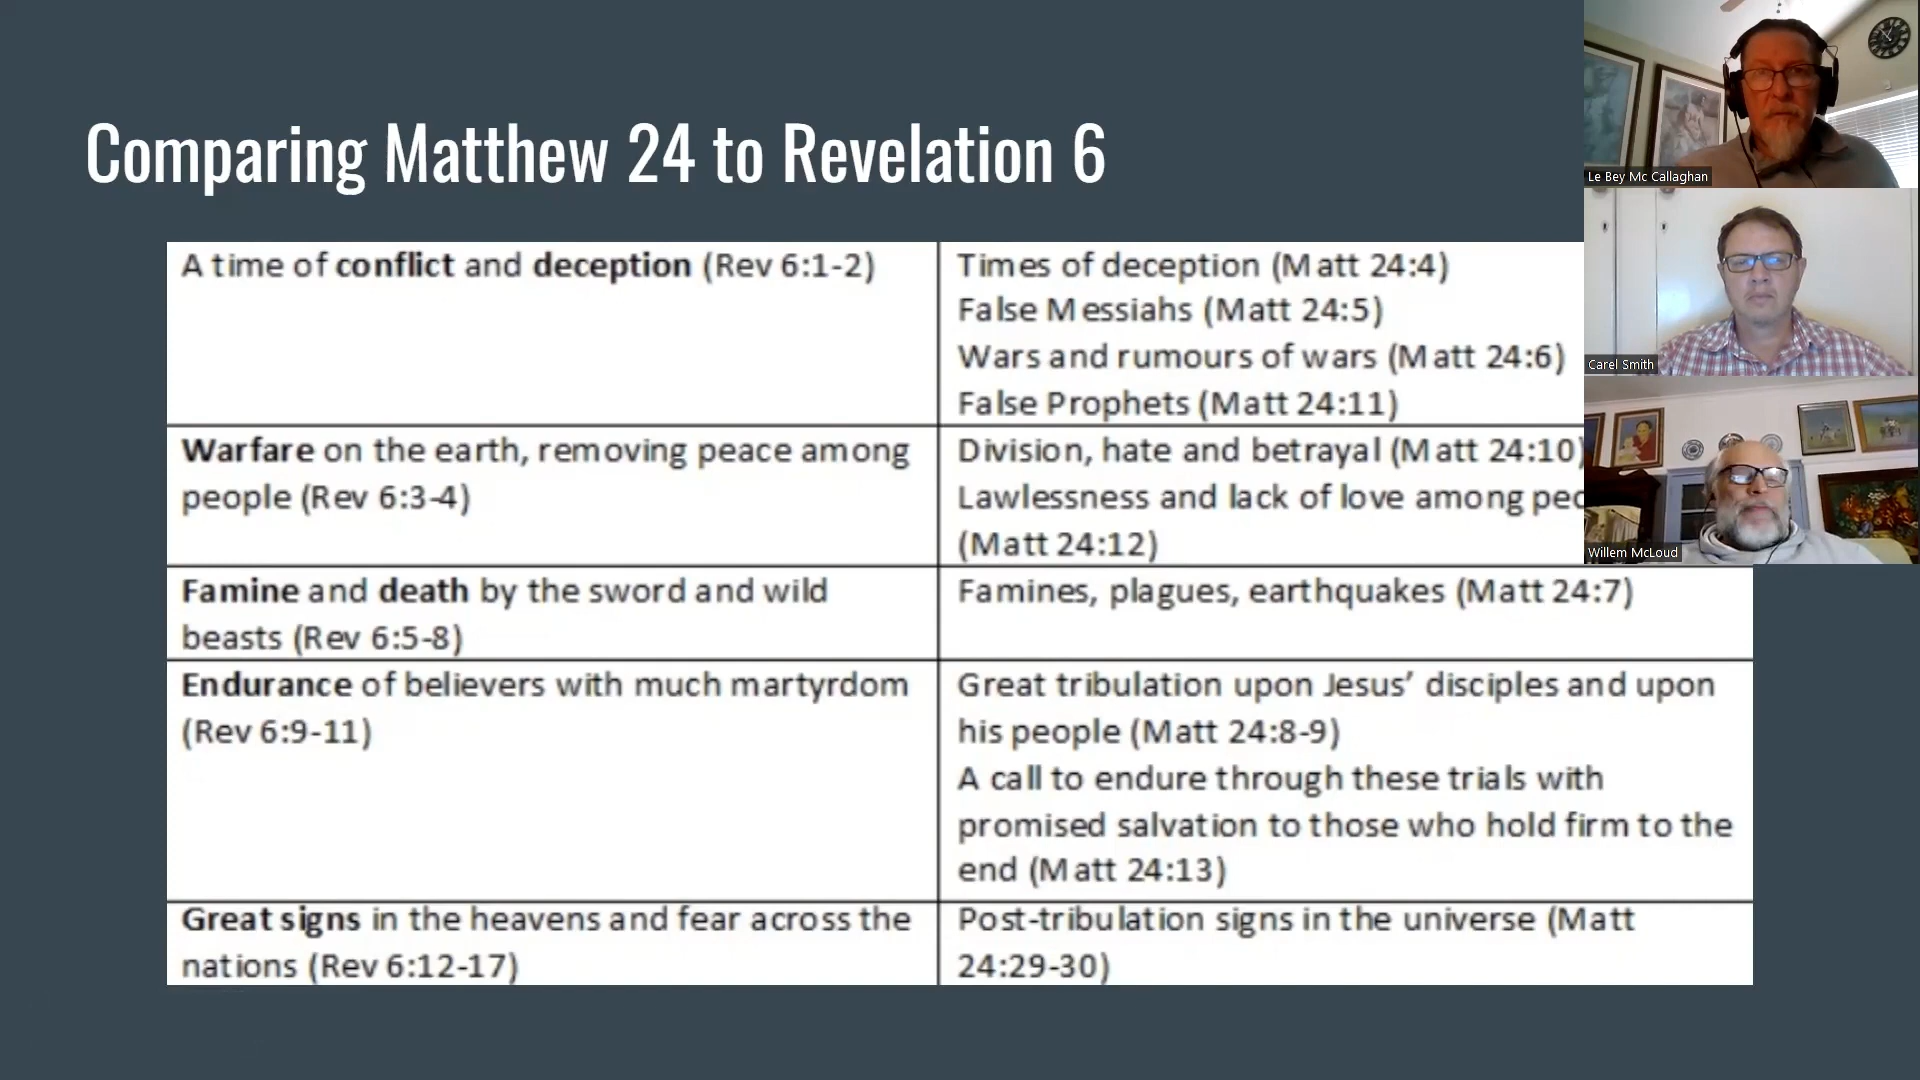 Comparing Matthew 24 to Revelation 6
A time of conflict and deception (Rev 6:1-2)
Times of deception (Matt 24:4)
False Messiahs (Matt 24:5)
Wars and rumours of wars (Matt 24:6)
False Prophets (Matt 24:11)
Warfare on the earth, removing peace among
people (Rev 6:3-4)
Division, hate and betrayal (Matt 24:10)
Lawlessness and lack of love among
(Matt 24:12)
Famine and death by the sword and wild
beasts (Rev 6:5-8)
Famines, plagues, earthquakes (Matt 24:7)
Endurance of believers with much martyrdom
(Rev 6:9-11)
Great tribulation upon Jesus’ disciples and upon
his people (Matt 24:8-9)
A call to endure through these trials with
promised salvation to those who hold firm to the
end (Matt 24:13)
Great signs in the heavens and fear across the
nations (Rev 6:12-17)
Post-tribulation signs in the universe (Matt
24:29-30)
Le Bey Mc Callaghan
Carel Smith
Willem McLoud